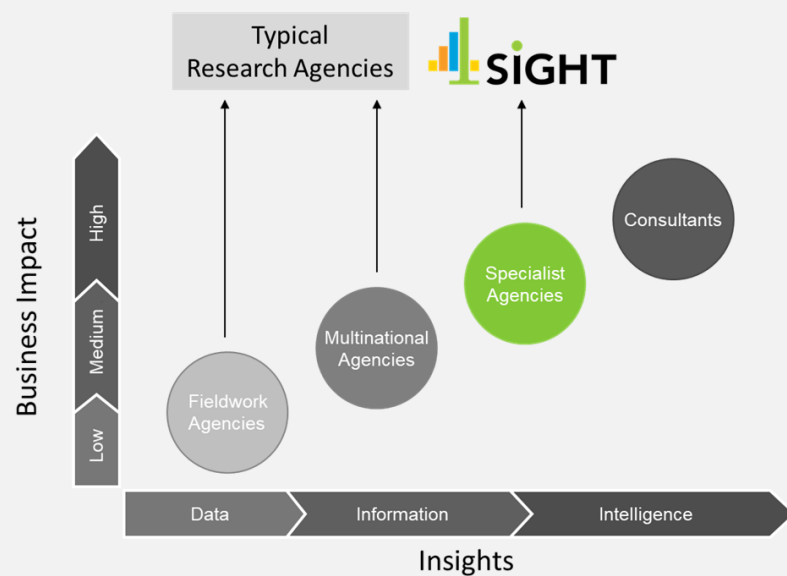 Typical
Research Agencies
4SiGHT
Business Impact
High
Medium
Low
Consultants
Specialist
Agencies
Multinational
Agencies
Fieldwork
Agencies
Data
Information
Intelligence
Insights